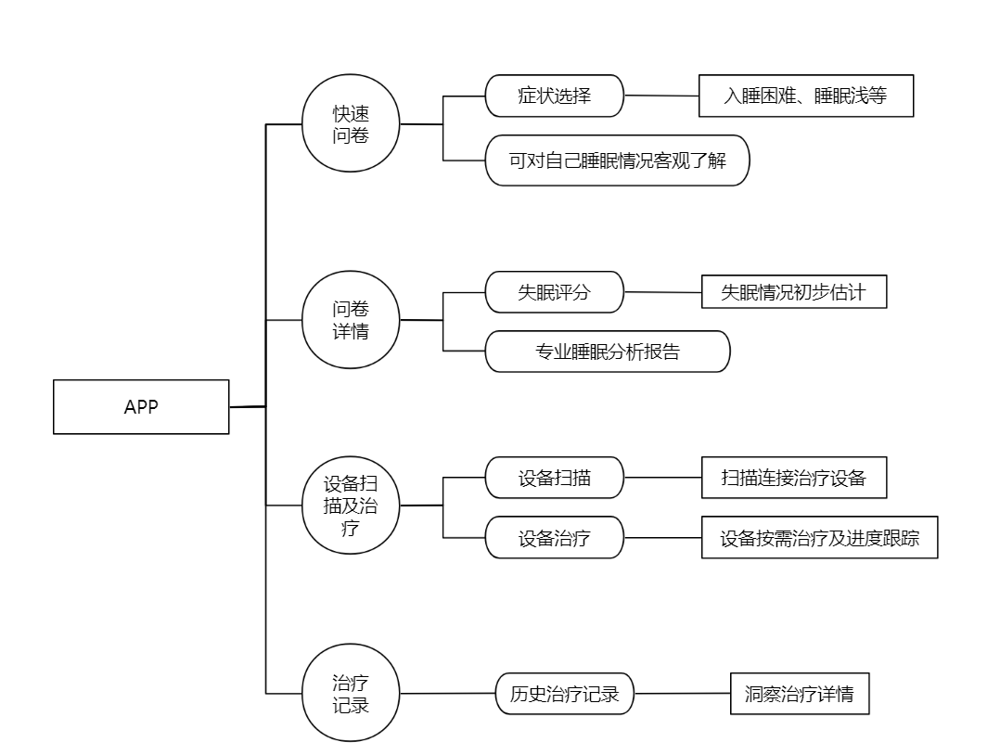 快速
问卷
症状选择
入睡困难、睡眠浅等
可对自己睡眠情况客观了解
问卷
详情
失眠评分
失眠情况初步估计
专业睡眠分析报告
APP
设备扫
描及治
疗
设备扫描
扫描连接治疗设备
设备治疗
设备按需治疗及进度跟踪
治疗
记录
历史治疗记录
洞察治疗详情